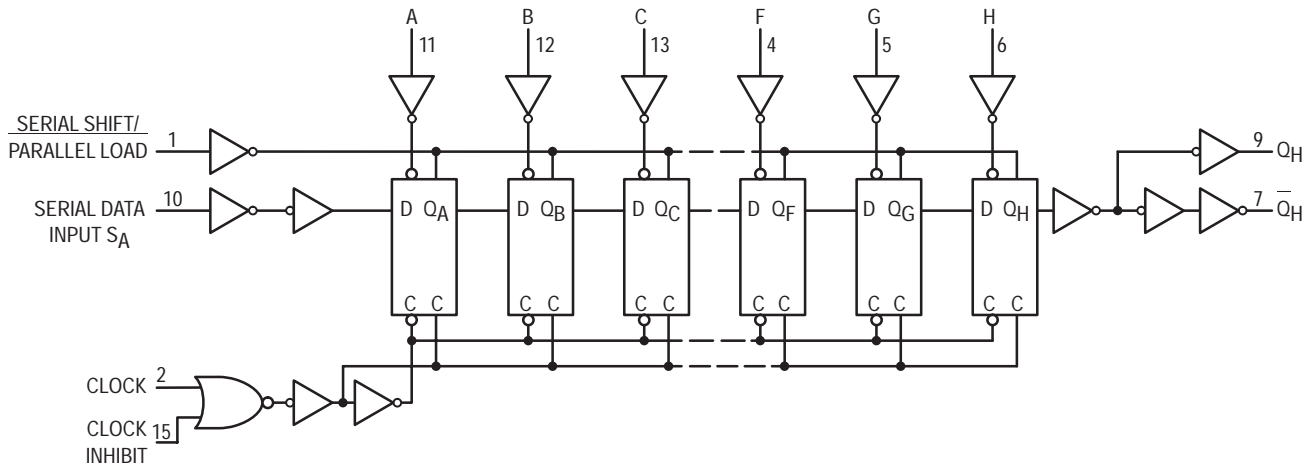 A B C F G H
11 12 13 4 5 6
SERIAL SHIFT/
PARALLEL LOAD 1
9 QH
SERIAL DATA 10
INPUT SA
D QA D QB D QC D QF D QG D QH
7 Q̅H
C C C C C C C C C C C C
CLOCK 2
CLOCK 15
INHIBIT